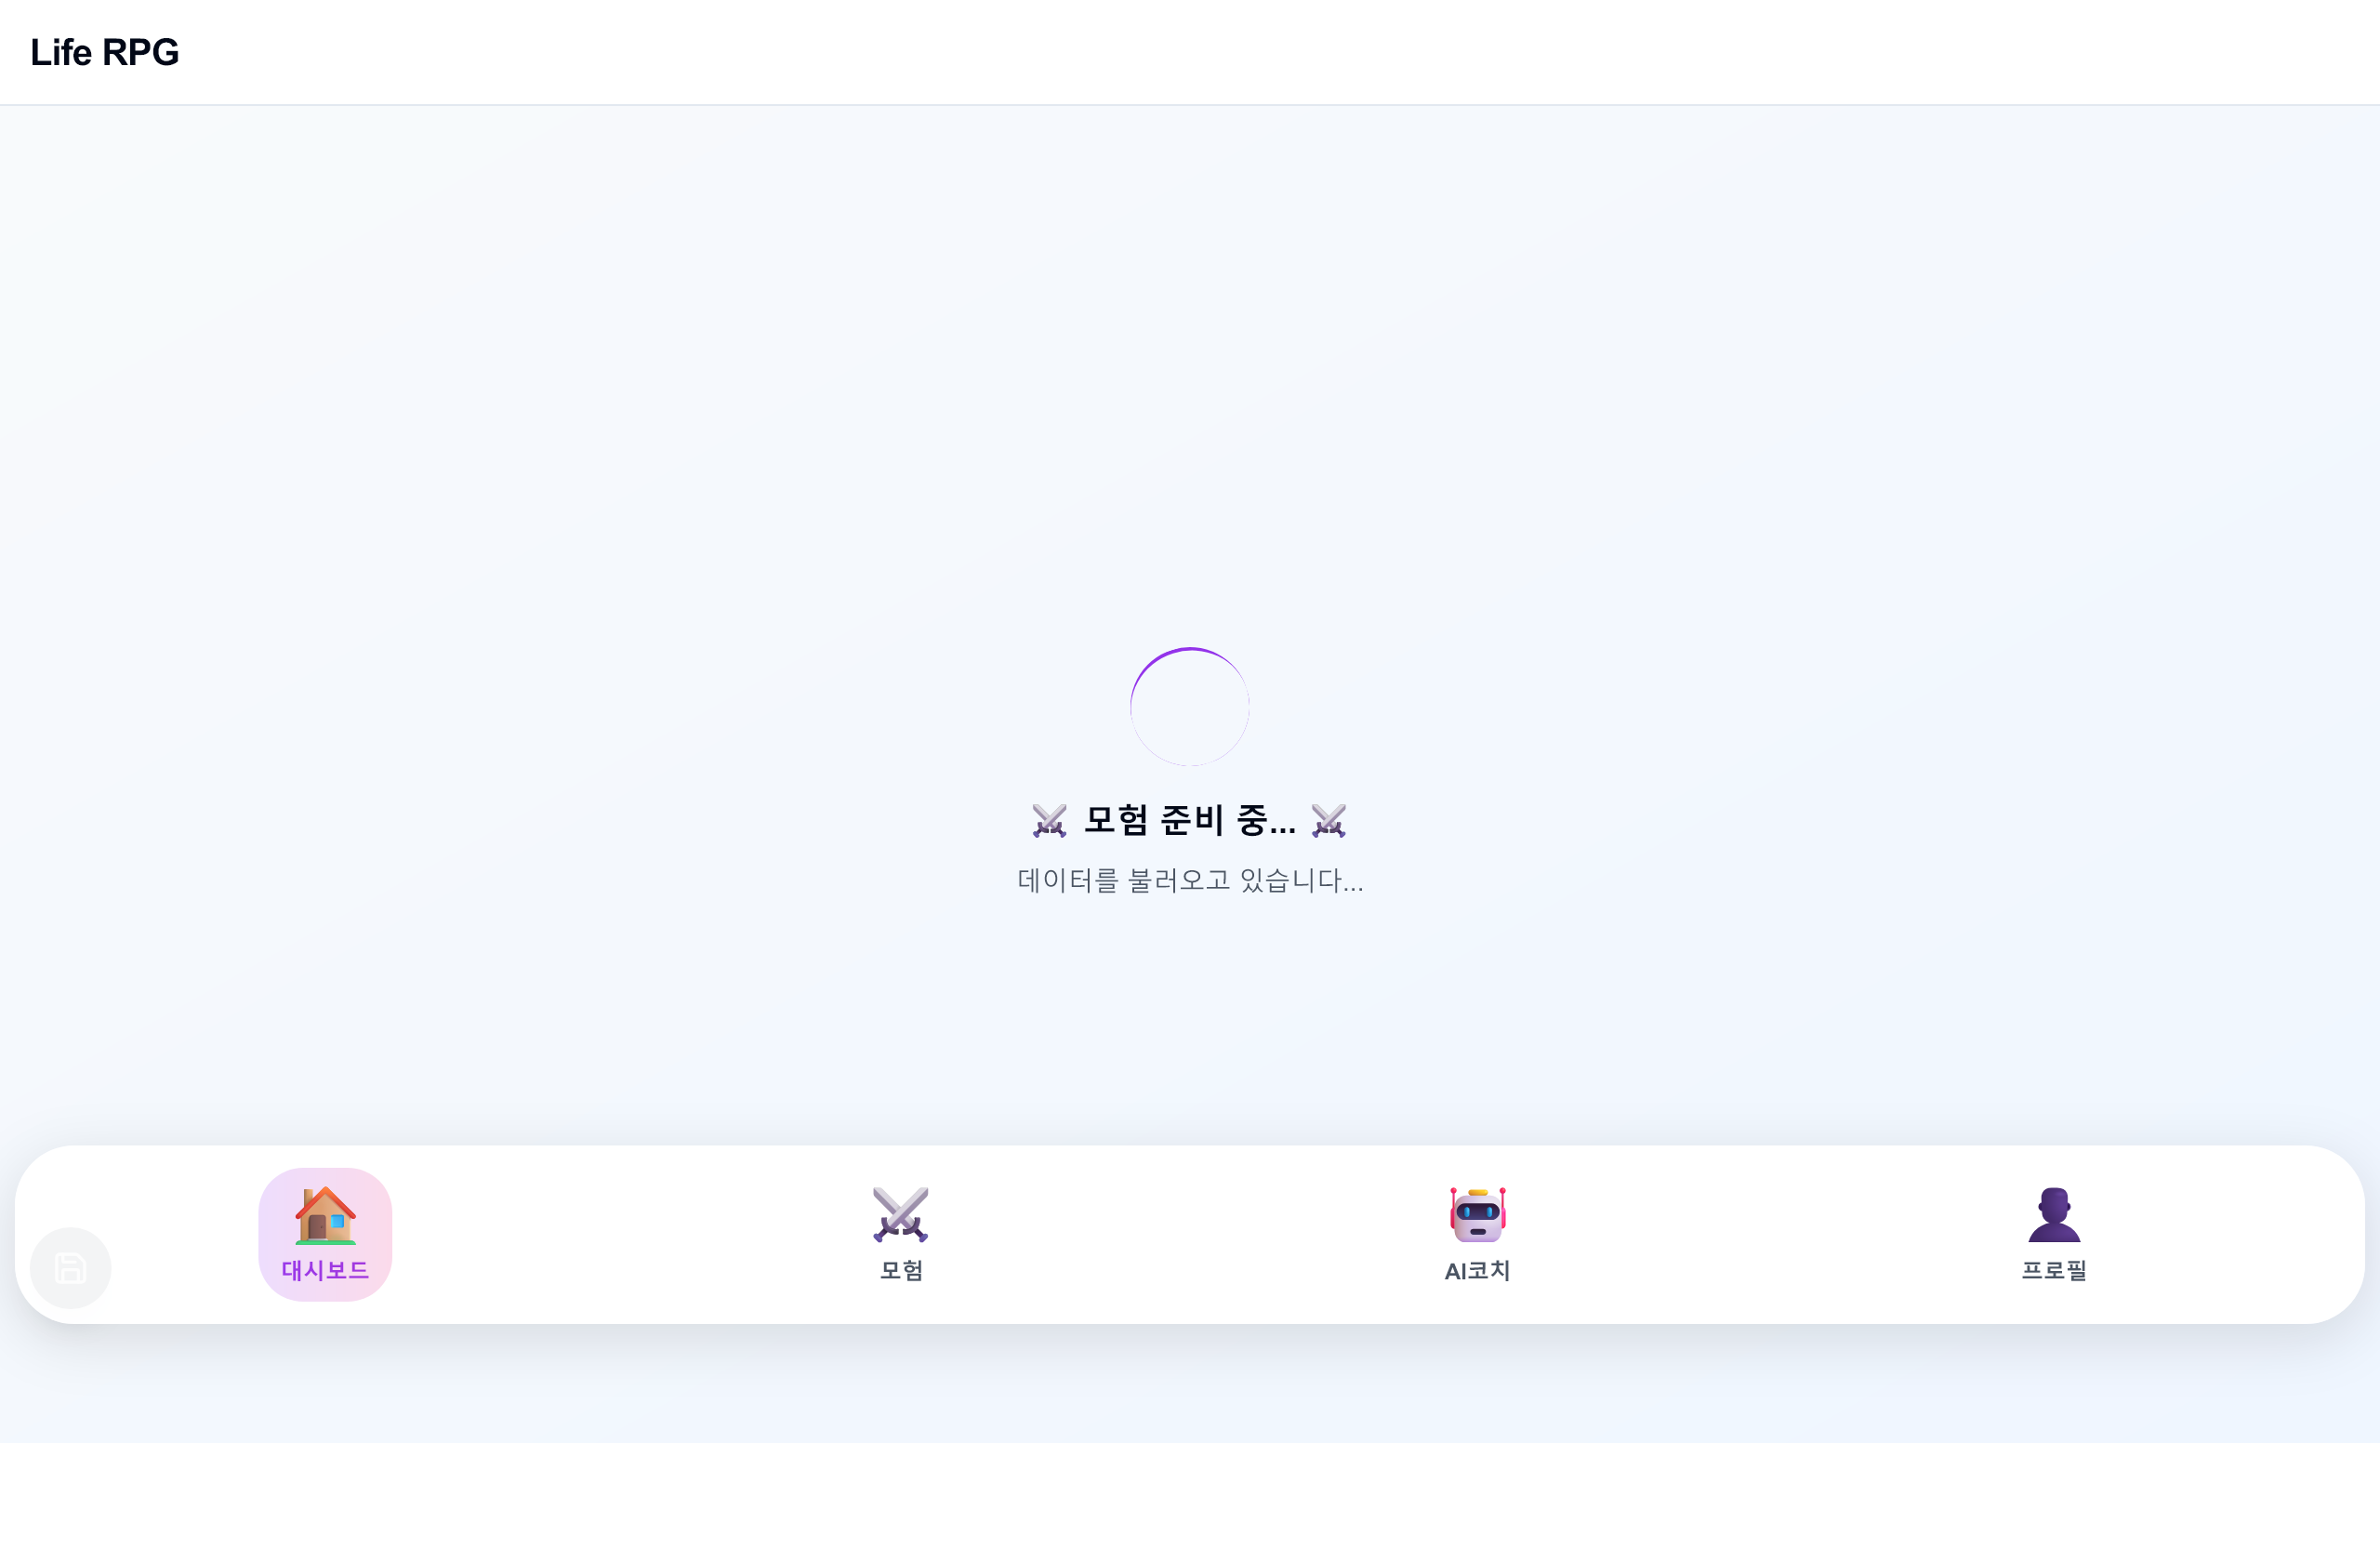 Life RPG
⚔️ 모험 준비 중... ⚔️
데이터를 불러오고 있습니다...
대시보드
모험
AI코치
프로필